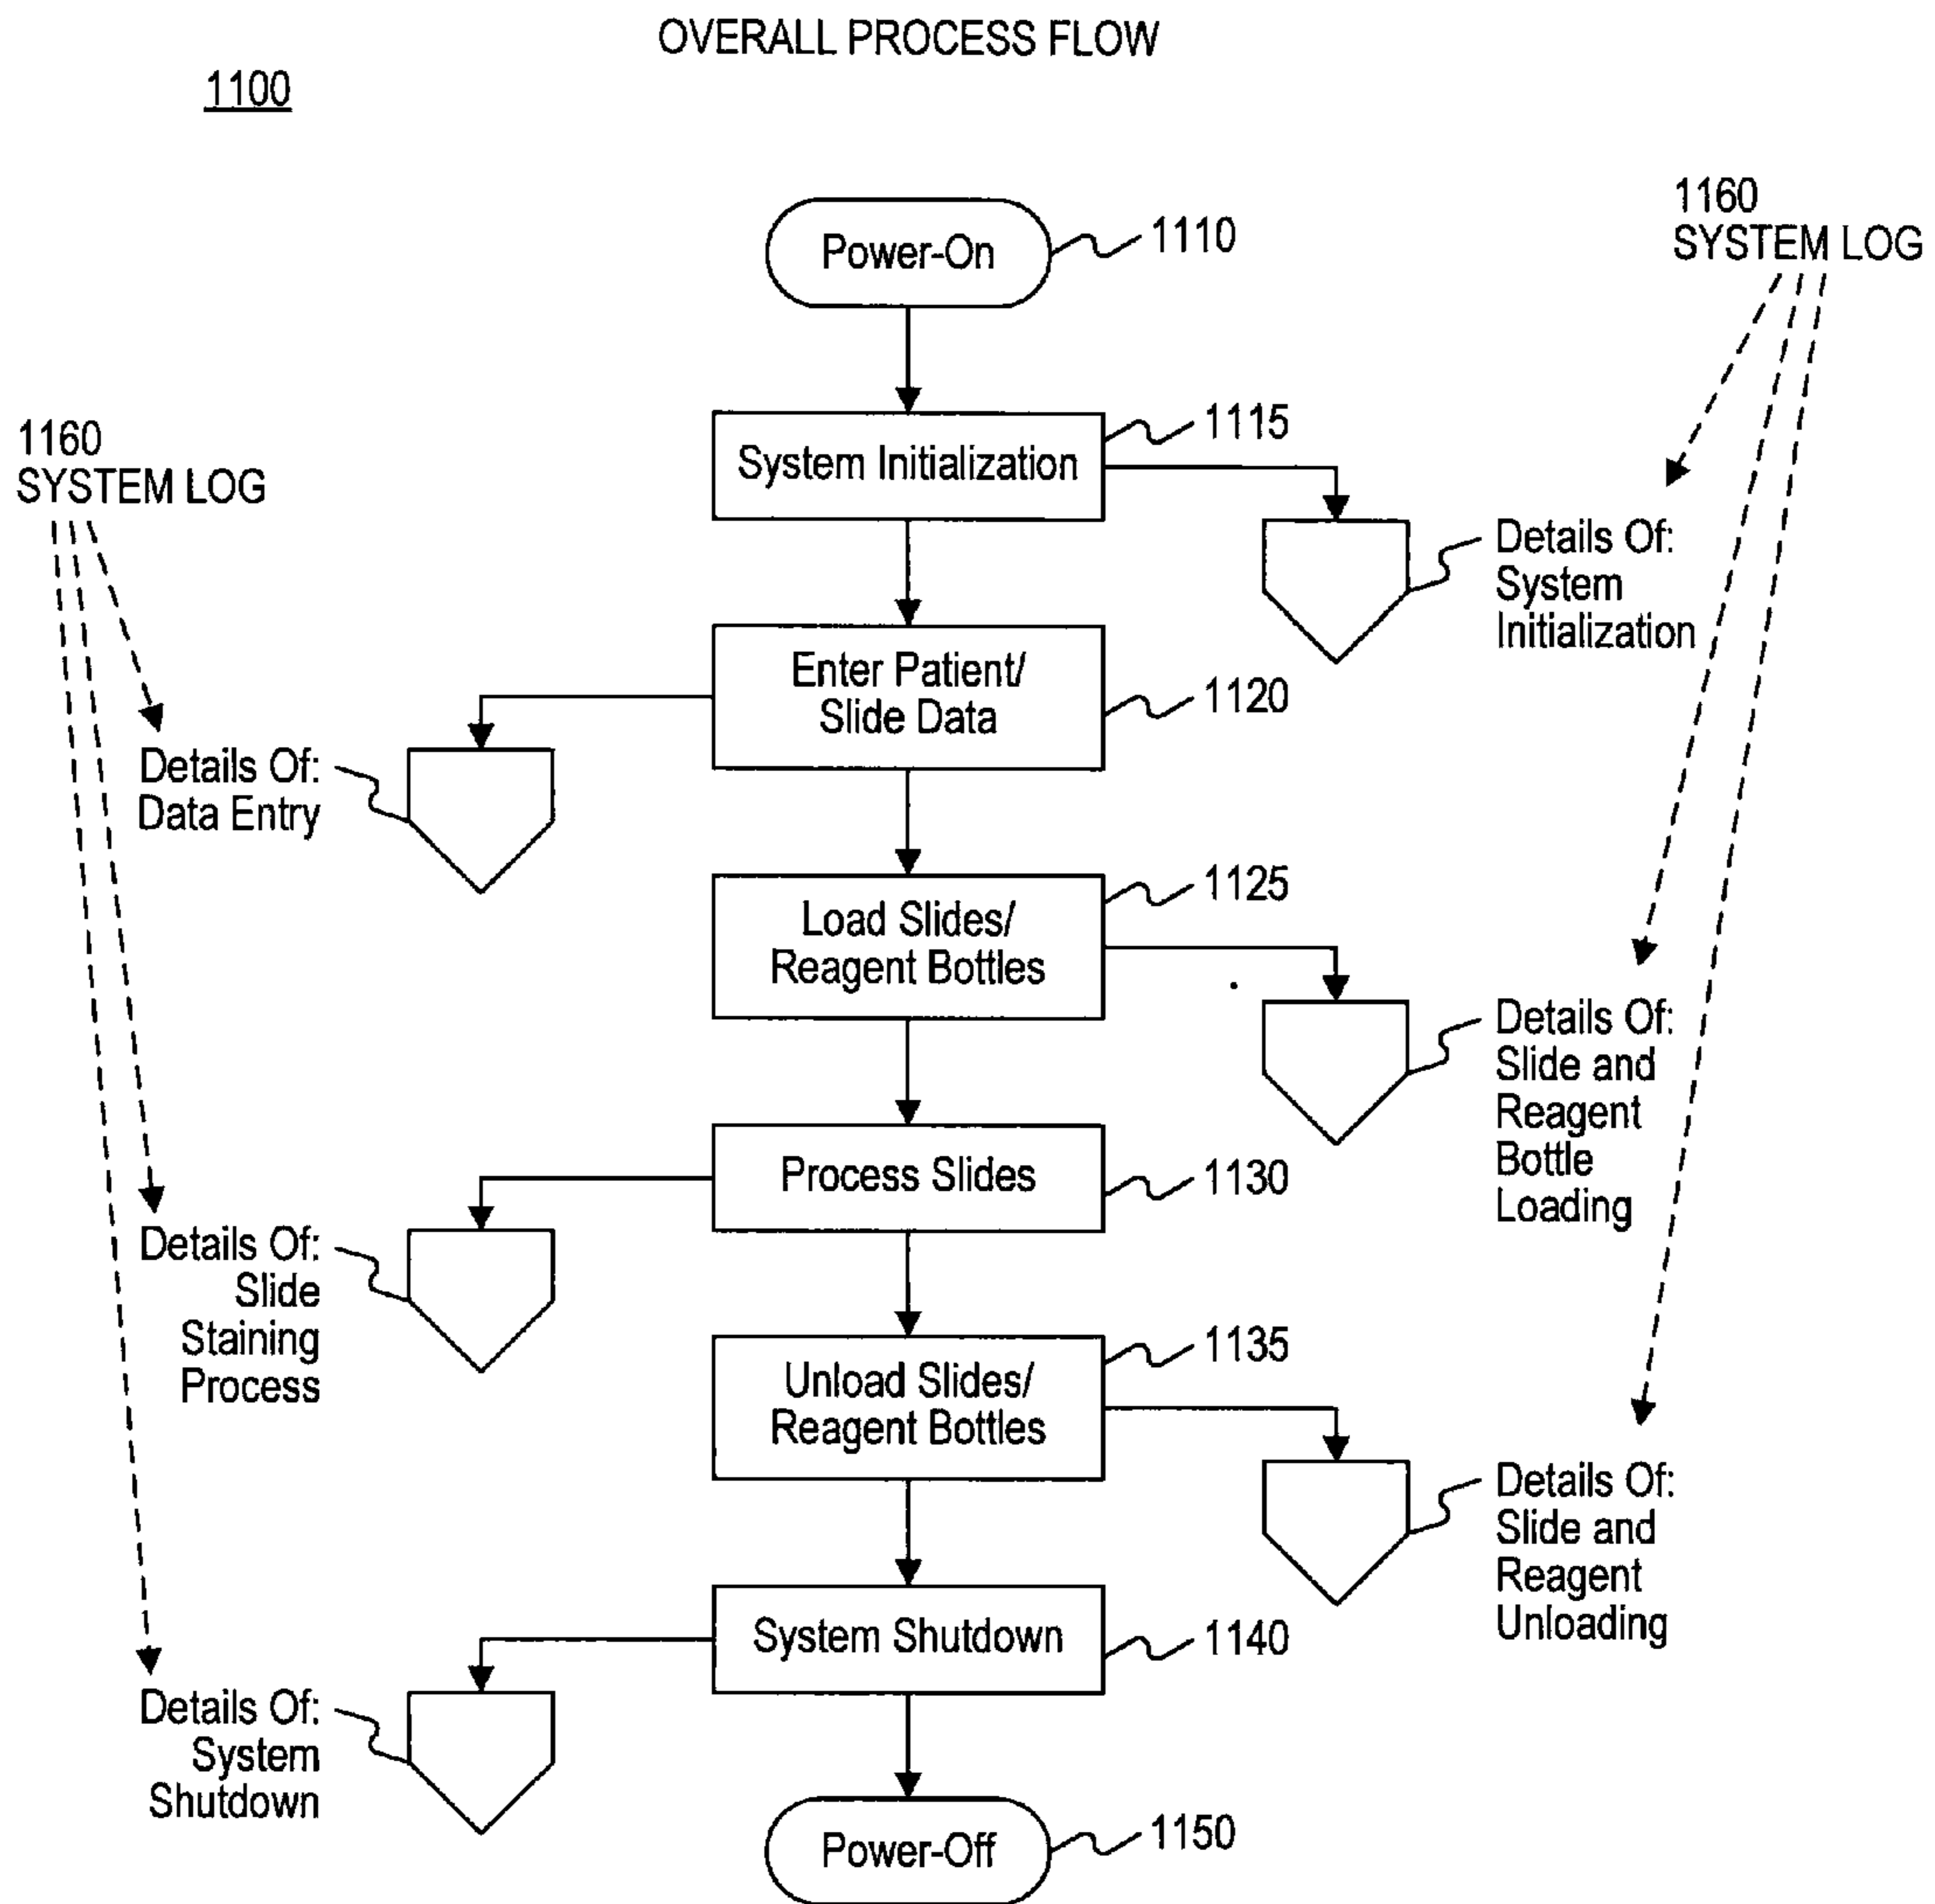 OVERALL PROCESS FLOW
1100
Power-On
1110
1160
SYSTEM LOG
System Initialization
1115
1160
SYSTEM LOG
Details Of:
System
Initialization
Enter Patient/
Slide Data
1120
Details Of:
Data Entry
Load Slides/
Reagent Bottles
1125
Details Of:
Slide and
Reagent
Bottle
Loading
Process Slides
1130
Details Of:
Slide
Staining
Process
Unload Slides/
Reagent Bottles
1135
Details Of:
Slide and
Reagent
Unloading
System Shutdown
1140
Details Of:
System
Shutdown
Power-Off
1150